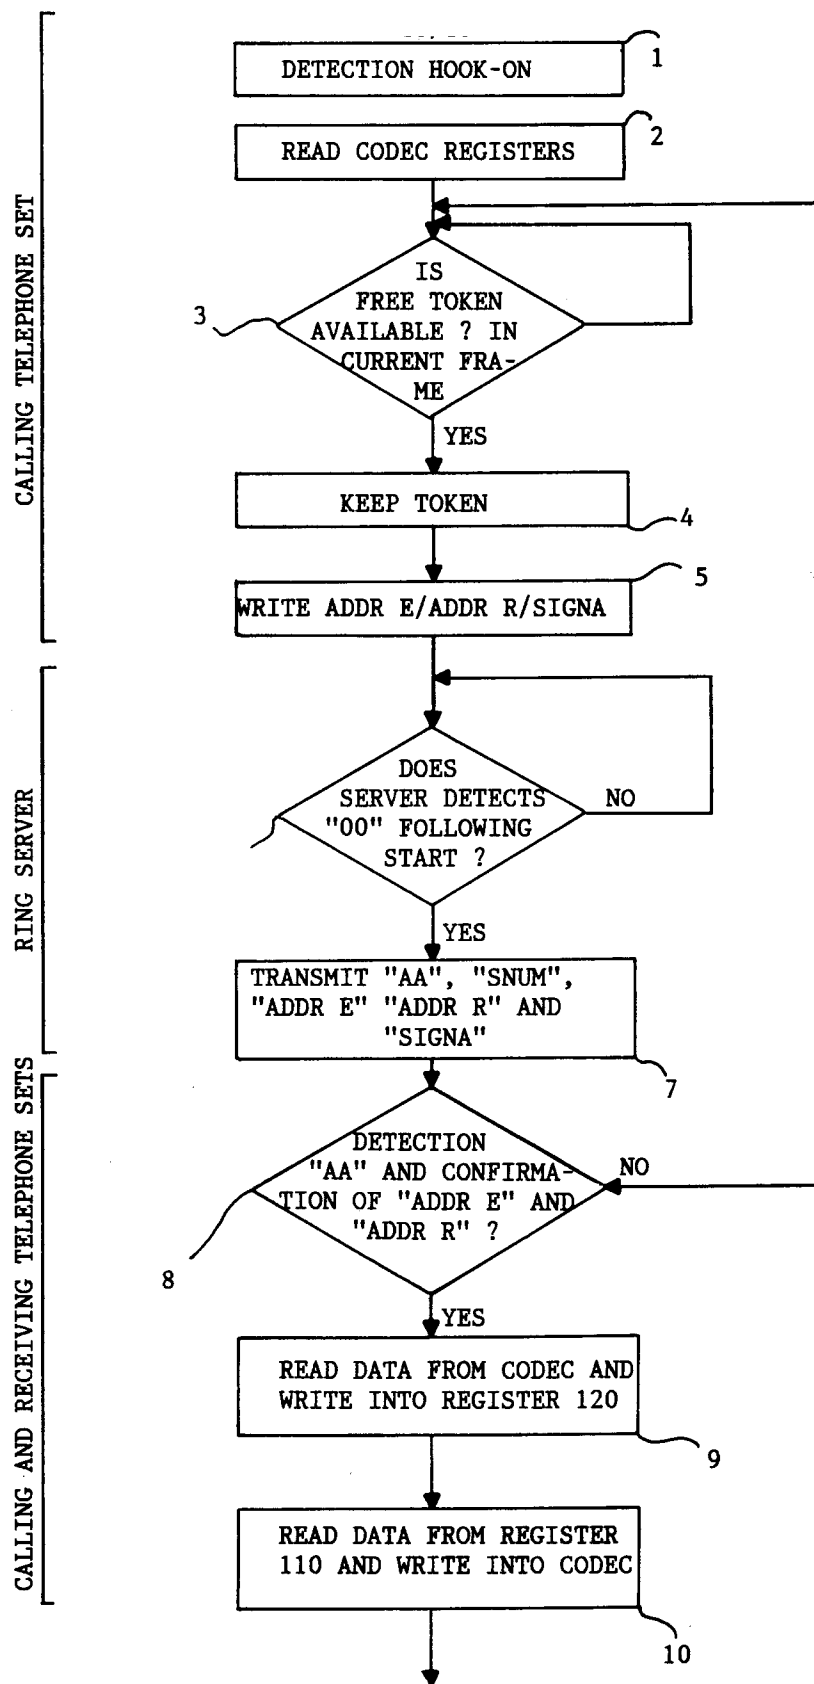 DETECTION HOOK-ON
1
READ CODEC REGISTERS
2
CALLING TELEPHONE SET
IS
FREE TOKEN
AVAILABLE ? IN
CURRENT FRA-
ME
3
YES
KEEP TOKEN
4
WRITE ADDR E/ADDR R/SIGNA
5
RING SERVER
DOES
SERVER DETECTS
"00" FOLLOWING
START ?
NO
YES
TRANSMIT "AA", "SNUM",
"ADDR E" "ADDR R" AND
"SIGNA"
7
CALLING AND RECEIVING TELEPHONE SETS
DETECTION
"AA" AND CONFIRMA-
TION OF "ADDR E" AND
"ADDR R" ?
NO
8
YES
READ DATA FROM CODEC AND
WRITE INTO REGISTER 120
9
READ DATA FROM REGISTER
110 AND WRITE INTO CODEC
10